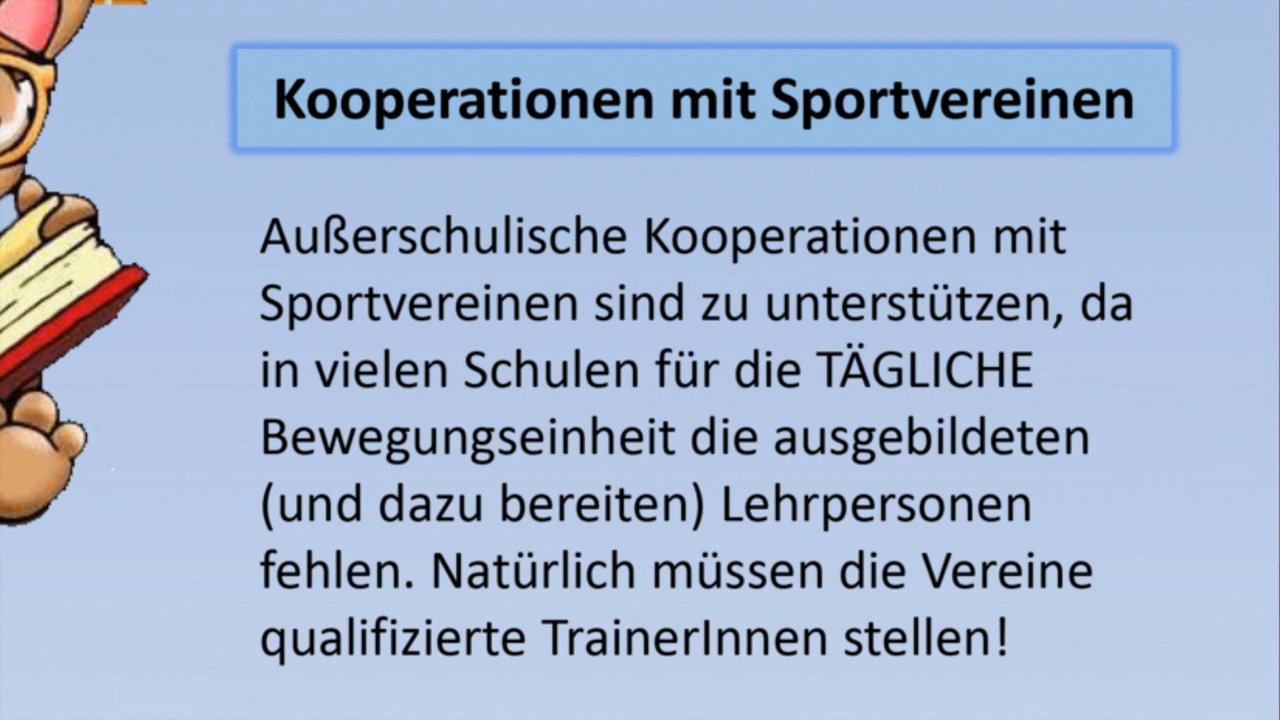 Kooperationen mit Sportvereinen
Außerschulische Kooperationen mit
Sportvereinen sind zu unterstützen, da
in vielen Schulen für die TÄGLICHE
Bewegungseinheit die ausgebildeten
(und dazu bereiten) Lehrpersonen
fehlen. Natürlich müssen die Vereine
qualifizierte TrainerInnen stellen!